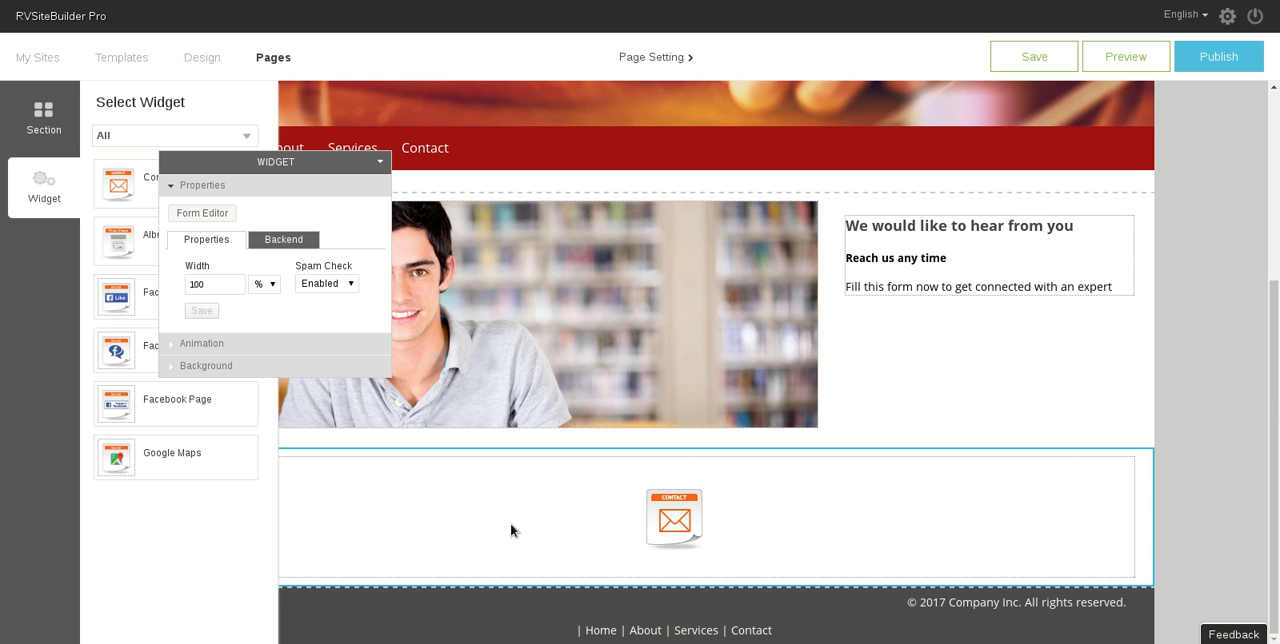 RVSiteBuilder Pro
English
My Sites
Templates
Design
Pages
Page Setting
Save
Preview
Publish
Section
Widget
Select Widget
All
Services
Contact
WIDGET
Properties
Form Editor
Properties
Backend
Width
Spam Check
100
%
Enabled
Save
Animation
Background
Facebook Page
Google Maps
We would like to hear from you
Reach us any time
Fill this form now to get connected with an expert
CONTACT
© 2017 Company Inc. All rights reserved.
| Home | About | Services | Contact
Feedback